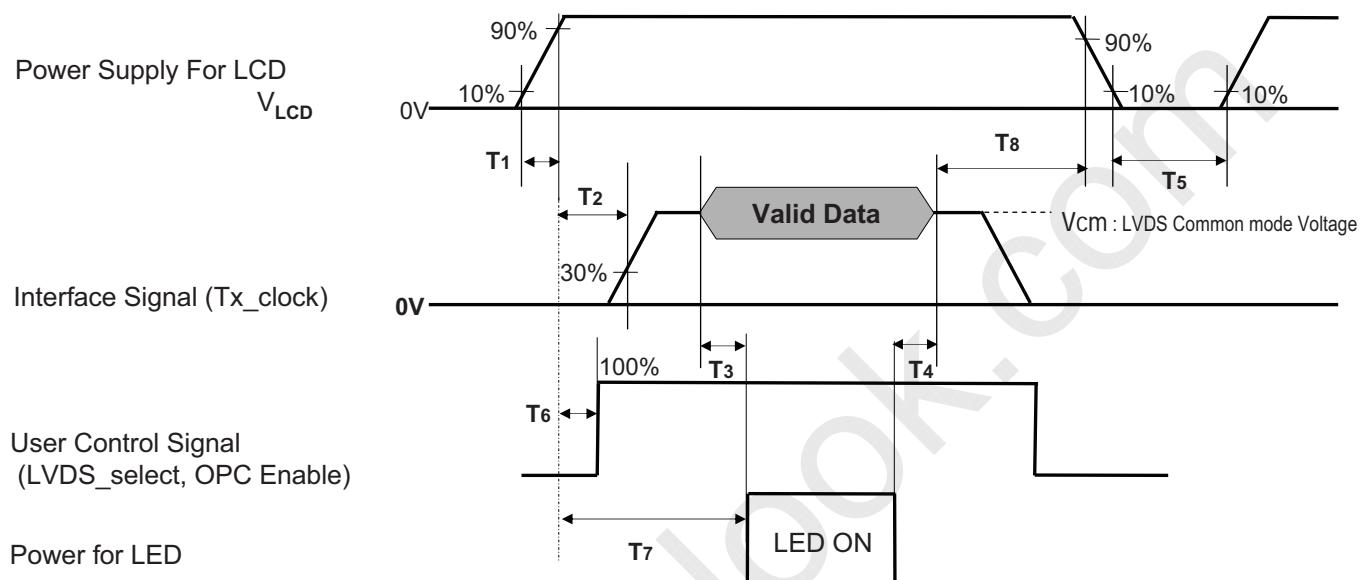 90%
90%
Power Supply For LCD
VLCD
10%
10%
10%
0V
T1
T8
T2
T5
Valid Data
Vcm : LVDS Common mode Voltage
30%
Interface Signal (Tx_clock)
0V
100%
T3
T4
T6
User Control Signal
(LVDS_select, OPC Enable)
T7
LED ON
Power for LED
look.com